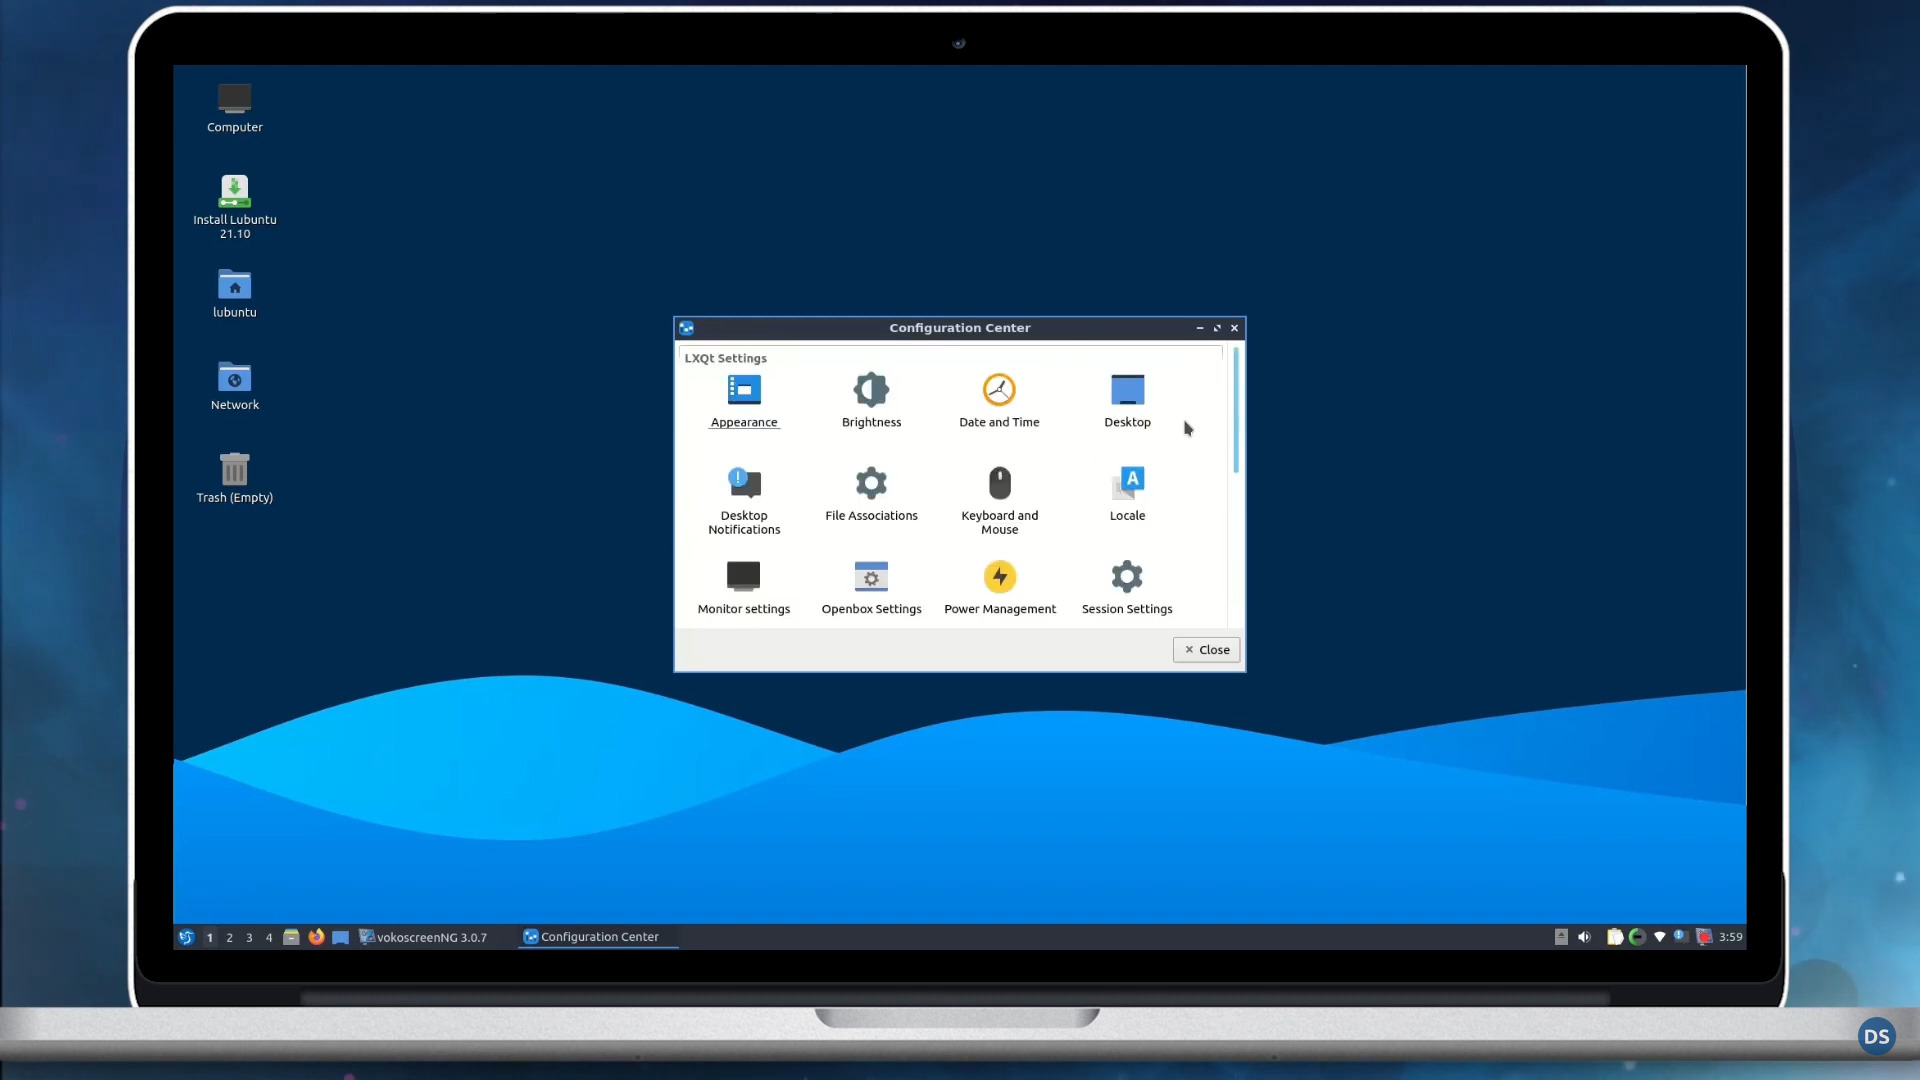 Computer
Install Lubuntu
21.10
lubuntu
Network
Trash (Empty)
Configuration Center
LXQt Settings
Appearance
Brightness
Date and Time
Desktop
Desktop
Notifications
File Associations
Keyboard and
Mouse
Locale
Monitor settings
Openbox Settings
Power Management
Session Settings
Close
1 2 3 4 vokoscreenNG 3.0.7 Configuration Center 3:59
DS